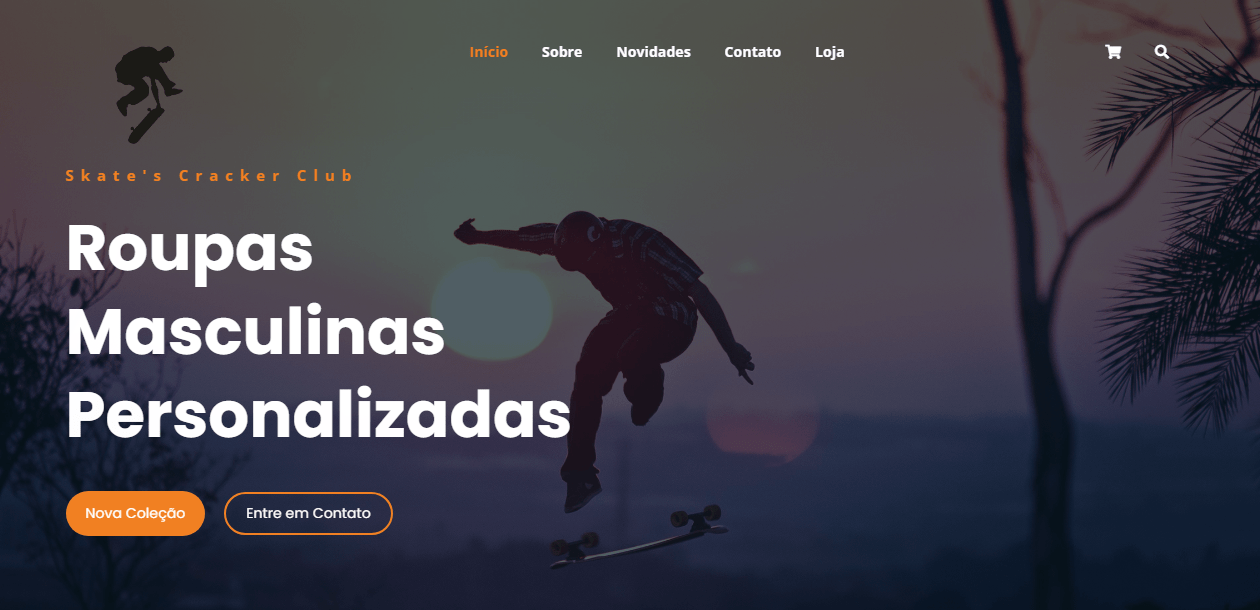 Início Sobre Novidades Contato Loja
Skate's Cracker Club
Roupas
Masculinas
Personalizadas
Nova Coleção Entre em Contato